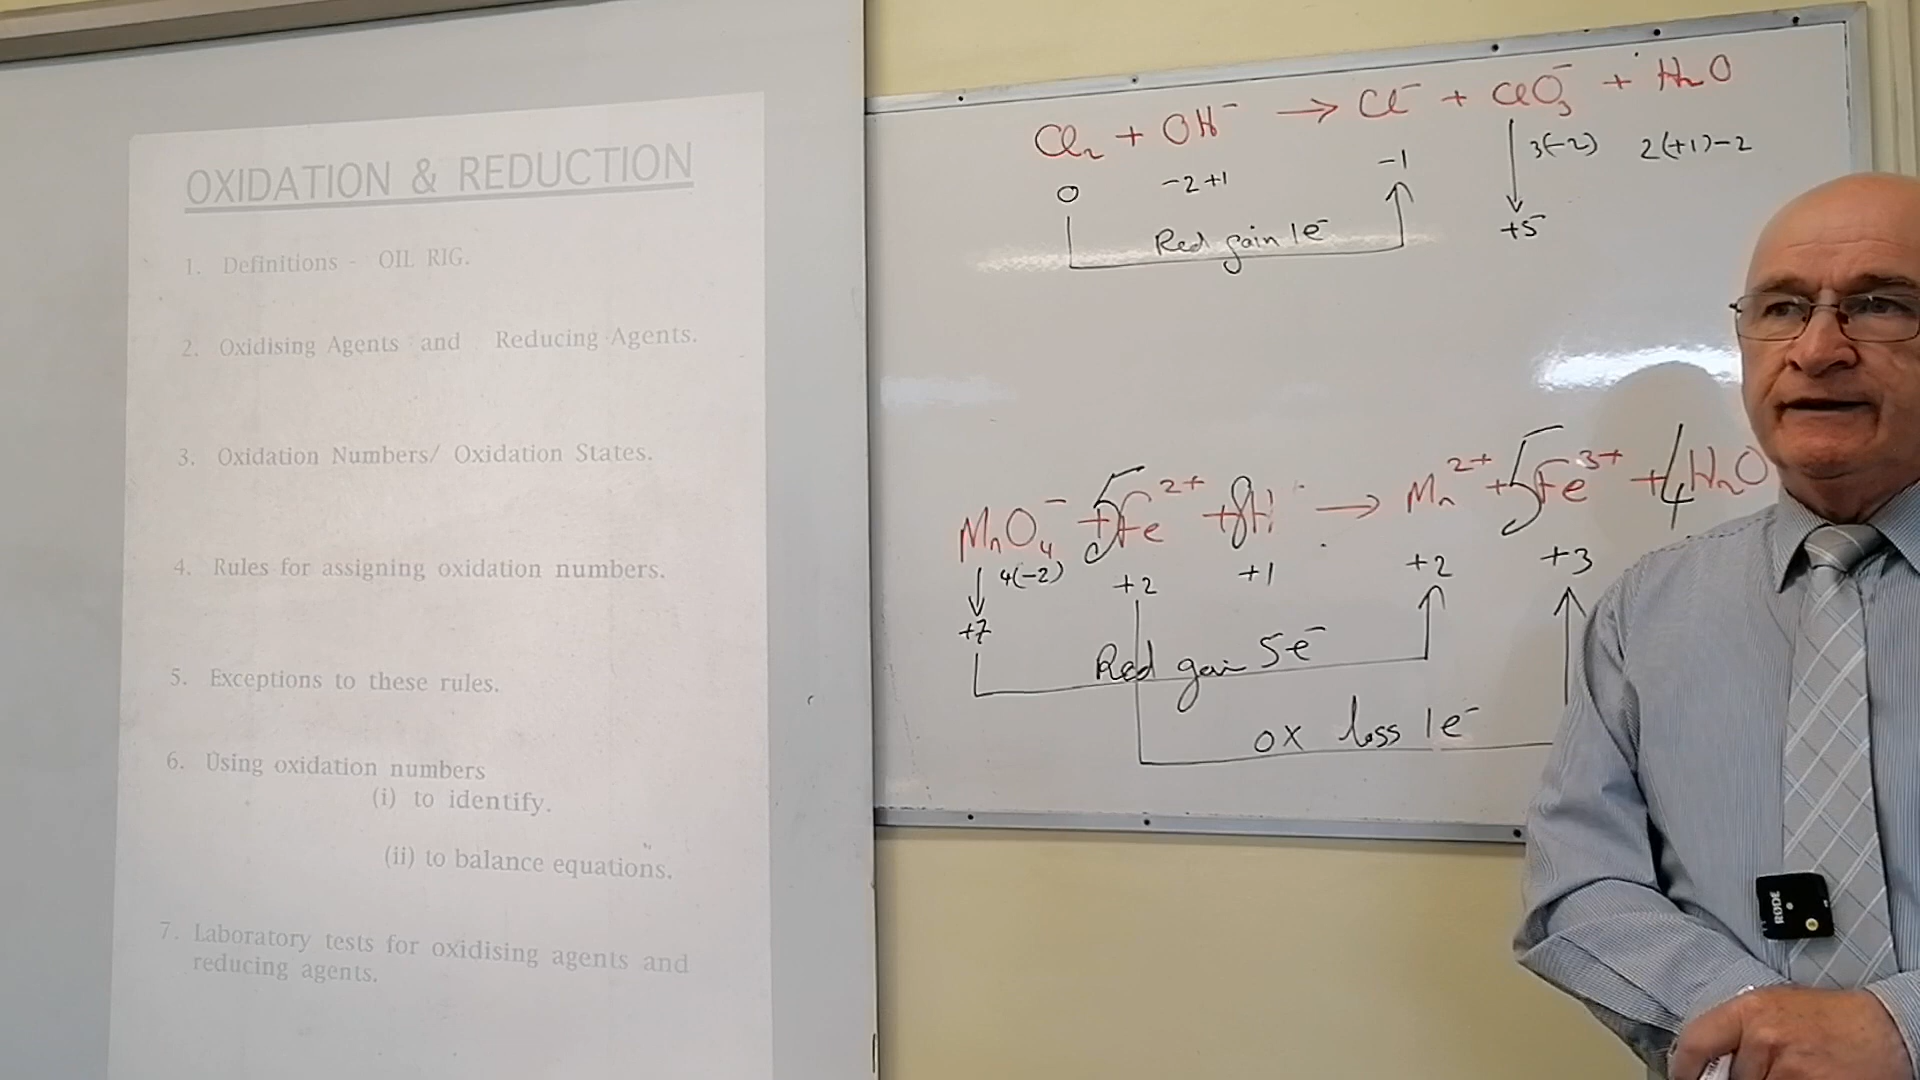 OXIDATION & REDUCTION
1. Definitions - OIL RIG.
2. Oxidising Agents and Reducing Agents.
3. Oxidation Numbers/ Oxidation States.
4. Rules for assigning oxidation numbers.
5. Exceptions to these rules.
6. Using oxidation numbers
(i) to identify.
(ii) to balance equations.
7. Laboratory tests for oxidising agents and
reducing agents.
Cl₂ + OH⁻ → Cl⁻ + ClO₃⁻ + H₂O
0 -2+1 -1 3(-2) 2(+1)-2
+5
Red gain 1e⁻
MnO₄⁻ + 5Fe²⁺ + 8H → Mn²⁺ + 5Fe³⁺ + 4H₂O
4(-2) +2 +1 +2 +3
+7
Red gain 5e⁻
ox loss 1e⁻
RODE